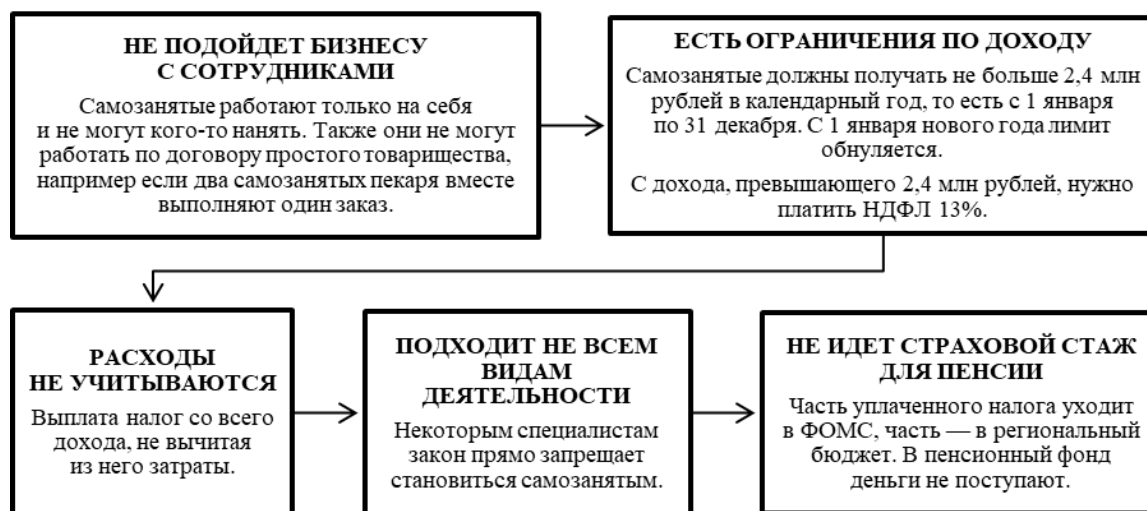 НЕ ПОДОЙДЕТ БИЗНЕСУ
С СОТРУДНИКАМИ
Самозанятые работают только на себя
и не могут кого-то нанять. Также они не могут
работать по договору простого товарищества,
например если два самозанятых пекаря вместе
выполняют один заказ.
ЕСТЬ ОГРАНИЧЕНИЯ ПО ДОХОДУ
Самозанятые должны получать не больше 2,4 млн
рублей в календарный год, то есть с 1 января
по 31 декабря. С 1 января нового года лимит
обнуляется.
С дохода, превышающего 2,4 млн рублей, нужно
платить НДФЛ 13%.
РАСХОДЫ
НЕ УЧИТЫВАЮТСЯ
Выплата налог со всего
дохода, не вычитая
из него затраты.
ПОДХОДИТ НЕ ВСЕМ
ВИДАМ
ДЕЯТЕЛЬНОСТИ
Некоторым специалистам
закон прямо запрещает
становиться самозанятым.
НЕ ИДЕТ СТРАХОВОЙ СТАЖ
ДЛЯ ПЕНСИИ
Часть уплаченного налога уходит
в ФОМС, часть — в региональный
бюджет. В пенсионный фонд
деньги не поступают.